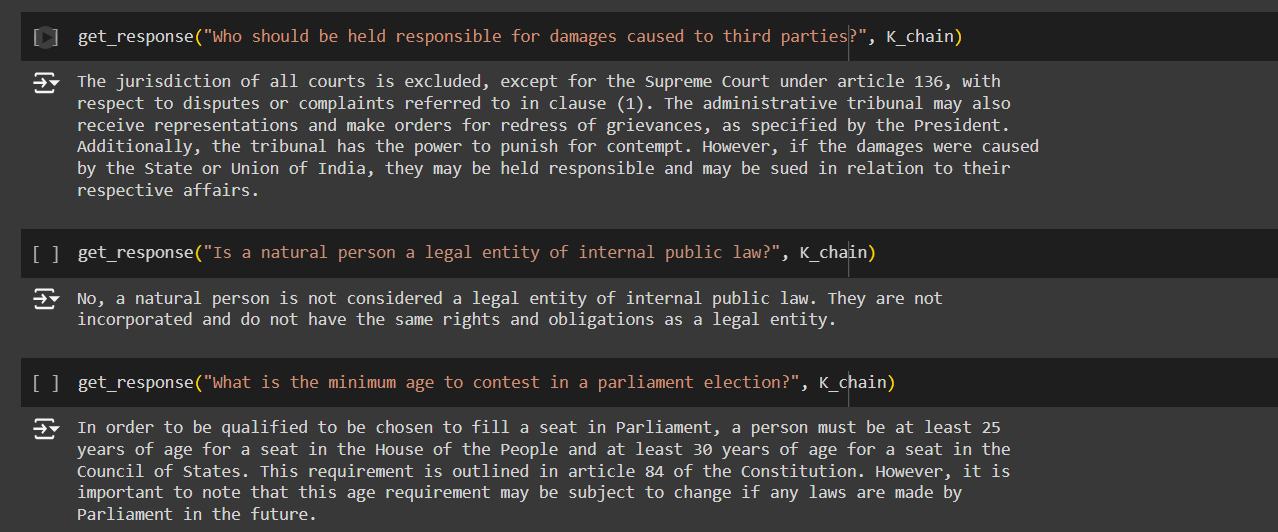 [ ] get_response("Who should be held responsible for damages caused to third parties?", K_chain)
The jurisdiction of all courts is excluded, except for the Supreme Court under article 136, with
respect to disputes or complaints referred to in clause (1). The administrative tribunal may also
receive representations and make orders for redress of grievances, as specified by the President.
Additionally, the tribunal has the power to punish for contempt. However, if the damages were caused
by the State or Union of India, they may be held responsible and may be sued in relation to their
respective affairs.
[ ] get_response("Is a natural person a legal entity of internal public law?", K_chain)
No, a natural person is not considered a legal entity of internal public law. They are not
incorporated and do not have the same rights and obligations as a legal entity.
[ ] get_response("What is the minimum age to contest in a parliament election?", K_chain)
In order to be qualified to be chosen to fill a seat in Parliament, a person must be at least 25
years of age for a seat in the House of the People and at least 30 years of age for a seat in the
Council of States. This requirement is outlined in article 84 of the Constitution. However, it is
important to note that this age requirement may be subject to change if any laws are made by
Parliament in the future.